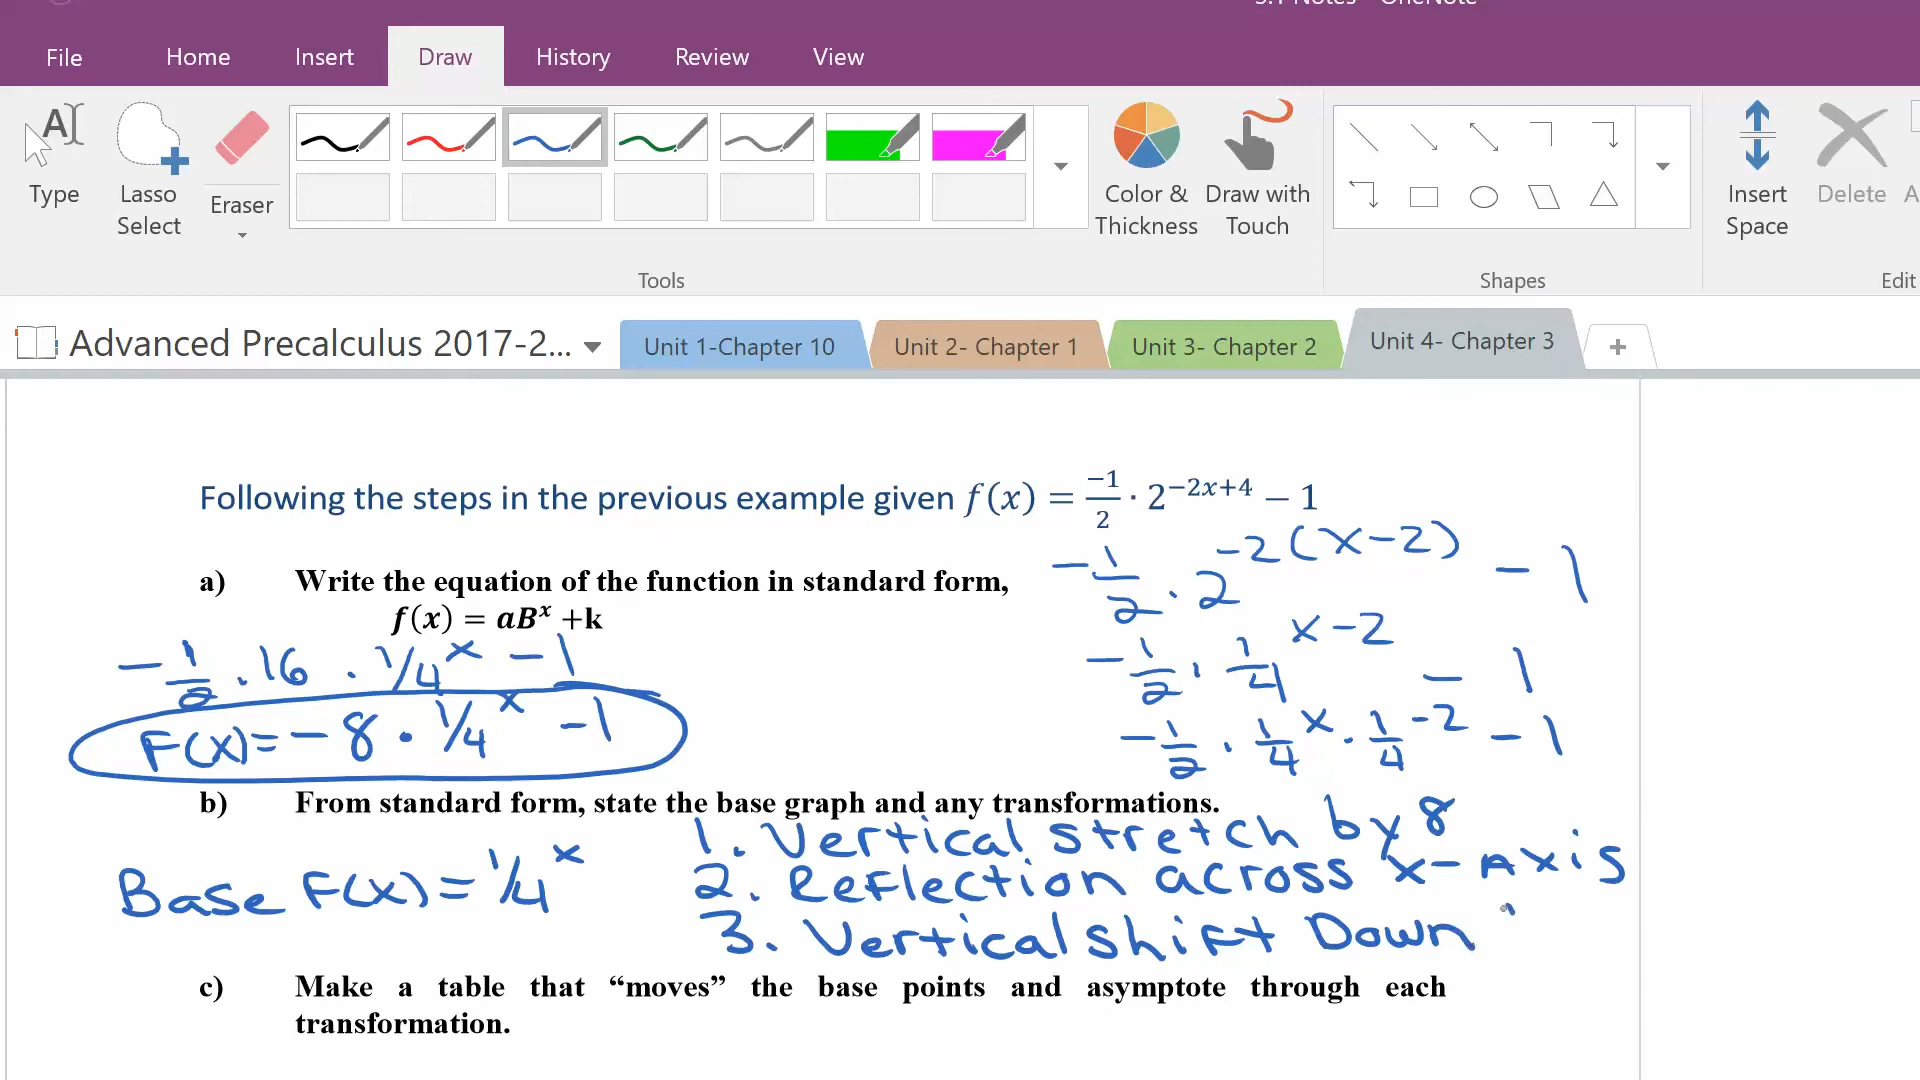 5.1 Notes - OneNote
File Home Insert Draw History Review View
Type
Lasso Select
Eraser
Color & Thickness
Draw with Touch
Insert Space
Delete
Tools
Shapes
Edit
Advanced Precalculus 2017-2... Unit 1-Chapter 10 Unit 2- Chapter 1 Unit 3- Chapter 2 Unit 4- Chapter 3 +
Following the steps in the previous example given f(x) = -1/2 · 2^(-2x+4) − 1
-1/2 · 2^(-2(x-2)) - 1
a) Write the equation of the function in standard form,
f(x) = aB^x +k
-1/2 · 1/4^(x-2) - 1
-1/2 · 16 · 1/4^x - 1
-1/2 · 1/4^x · 1/4^-2 - 1
F(x) = -8 · 1/4^x - 1
b) From standard form, state the base graph and any transformations.
1. Vertical stretch by 8
Base F(x) = 1/4^x
2. Reflection across x-Axis
3. Vertical shift Down
c) Make a table that “moves” the base points and asymptote through each
transformation.